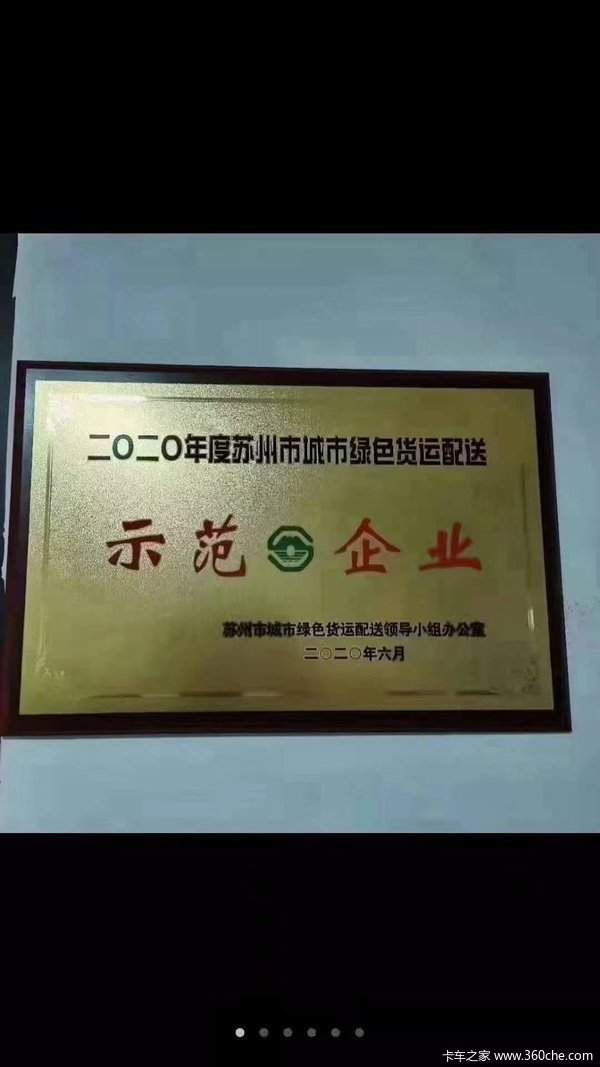 二〇二〇年度苏州市城市绿色货运配送
示范企业
苏州市城市绿色货运配送领导小组办公室
二〇二〇年六月
卡车之家 www.360che.com